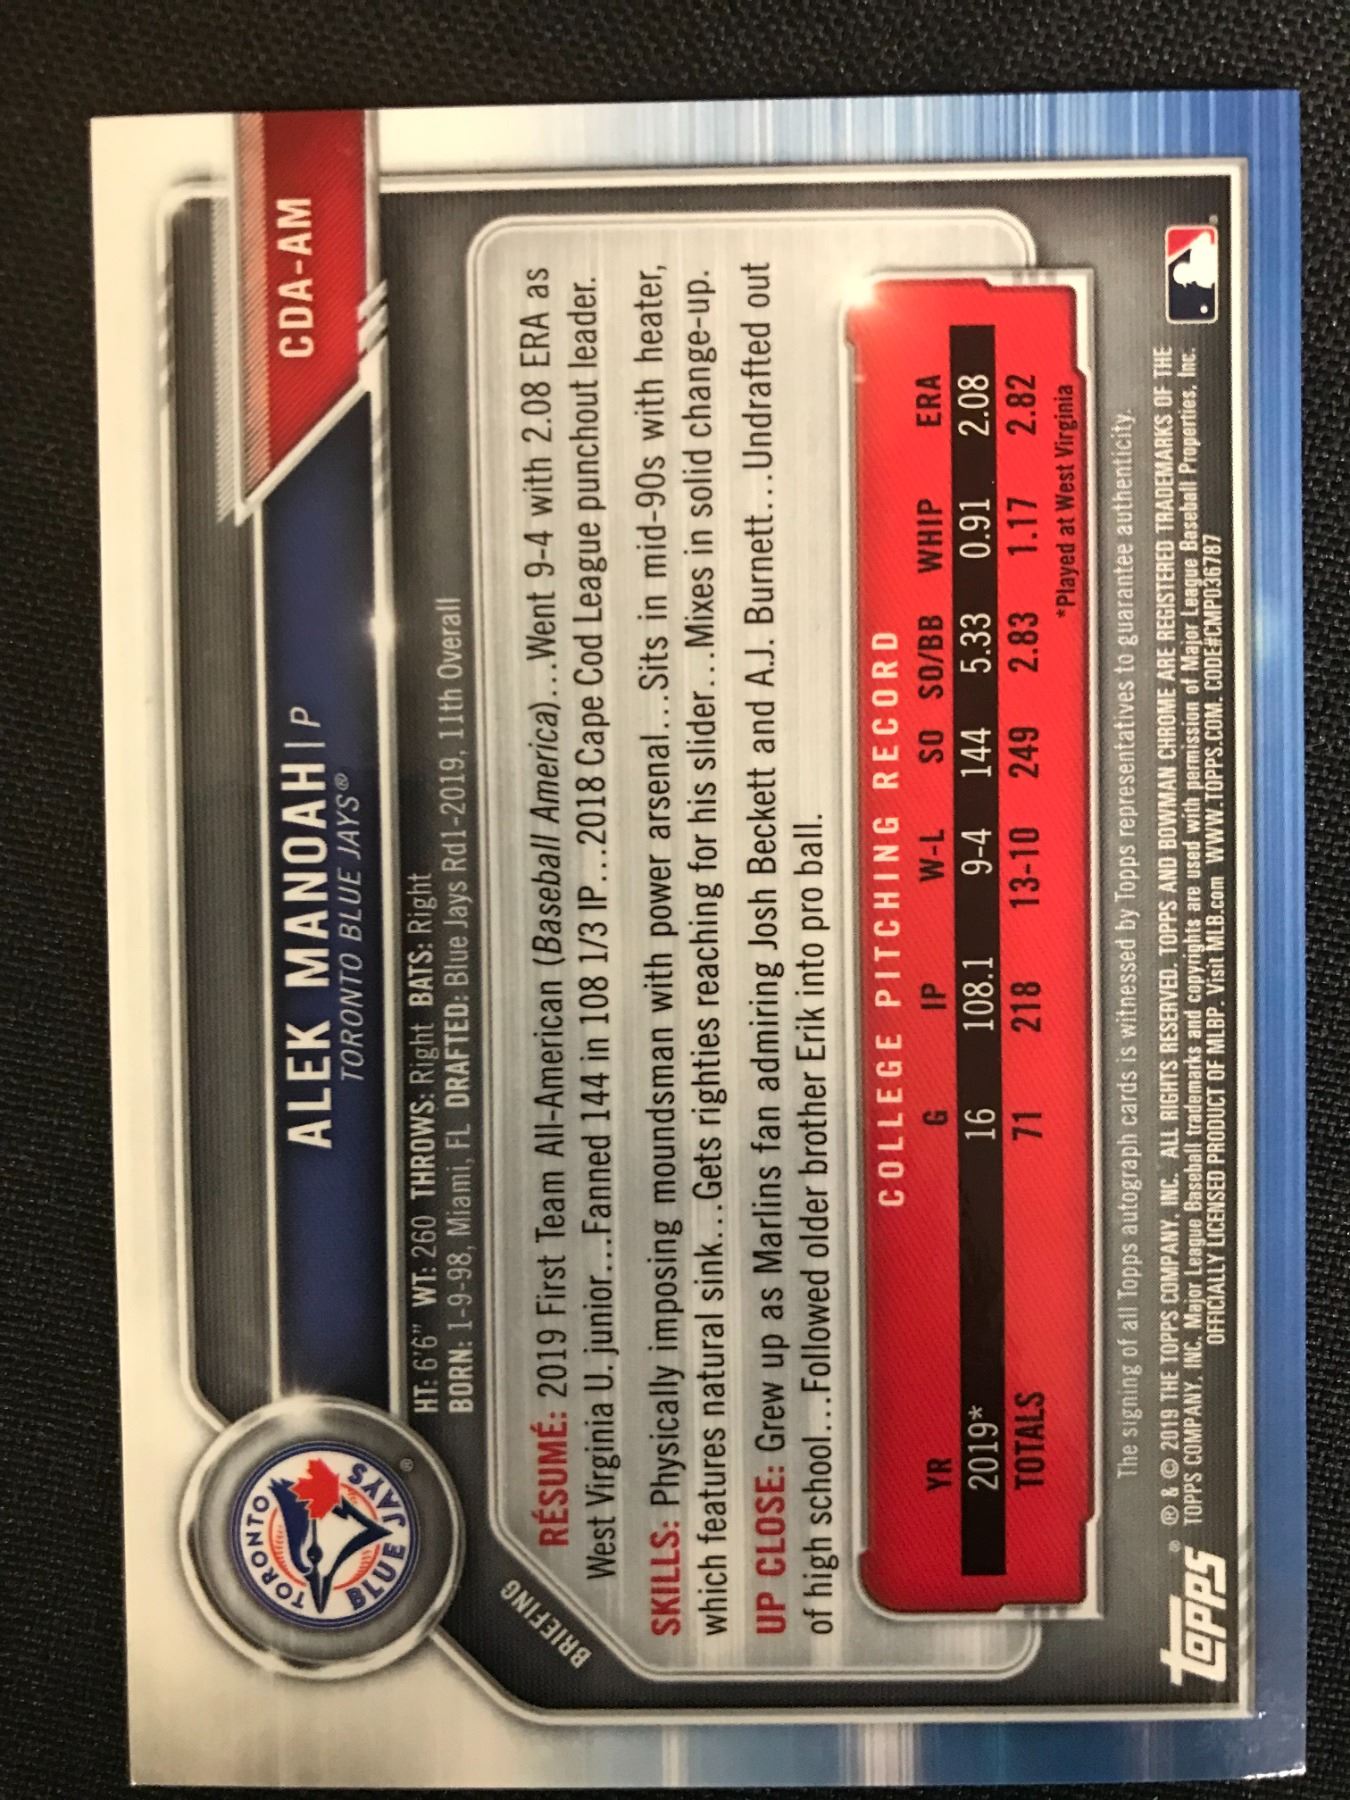 CDA-AM
ALEK MANOAH | P
TORONTO BLUE JAYS®
TORONTO
BLUE JAYS
®
HT: 6'6" WT: 260 THROWS: Right BATS: Right
BORN: 1-9-98, Miami, FL DRAFTED: Blue Jays Rd1-2019, 11th Overall
BRIEFING
RÉSUMÉ: 2019 First Team All-American (Baseball America)...Went 9-4 with 2.08 ERA as
West Virginia U. junior...Fanned 144 in 108 1/3 IP...2018 Cape Cod League punchout leader.
SKILLS: Physically imposing moundsman with power arsenal...Sits in mid-90s with heater,
which features natural sink...Gets righties reaching for his slider...Mixes in solid change-up.
UP CLOSE: Grew up as Marlins fan admiring Josh Beckett and A.J. Burnett...Undrafted out
of high school...Followed older brother Erik into pro ball.
COLLEGE PITCHING RECORD
YR G IP W-L SO SO/BB WHIP ERA
2019* 16 108.1 9-4 144 5.33 0.91 2.08
TOTALS 71 218 13-10 249 2.83 1.17 2.82
*Played at West Virginia
The signing of all Topps autograph cards is witnessed by Topps representatives to guarantee authenticity.
® & © 2019 THE TOPPS COMPANY, INC. ALL RIGHTS RESERVED. TOPPS AND BOWMAN CHROME ARE REGISTERED TRADEMARKS OF THE
TOPPS COMPANY, INC. Major League Baseball trademarks and copyrights are used with permission of Major League Baseball Properties, Inc.
OFFICIALLY LICENSED PRODUCT OF MLBP. Visit MLB.com WWW.TOPPS.COM. CODE#CMP036787
topps®